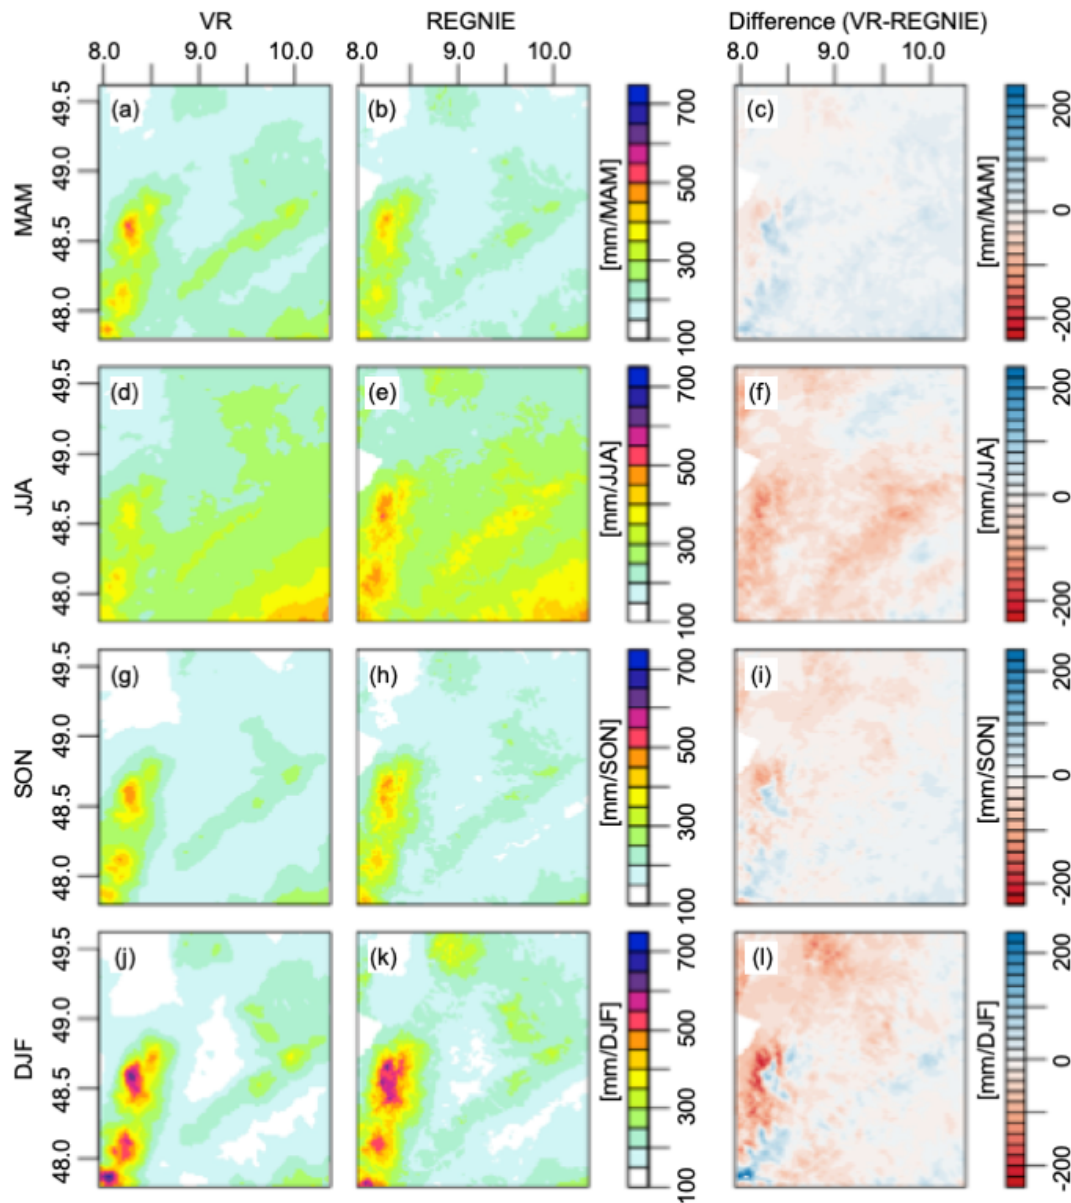 VR REGNIE Difference (VR-REGNIE)
8.0 9.0 10.0 8.0 9.0 10.0 8.0 9.0 10.0
MAM
49.5 49.0 48.5 48.0
(a) (b) (c)
700 500 300 100
[mm/MAM]
200 0 -200
[mm/MAM]
JJA
49.5 49.0 48.5 48.0
(d) (e) (f)
700 500 300 100
[mm/JJA]
200 0 -200
[mm/JJA]
SON
49.5 49.0 48.5 48.0
(g) (h) (i)
700 500 300 100
[mm/SON]
200 0 -200
[mm/SON]
DJF
49.5 49.0 48.5 48.0
(j) (k) (l)
700 500 300 100
[mm/DJF]
200 0 -200
[mm/DJF]